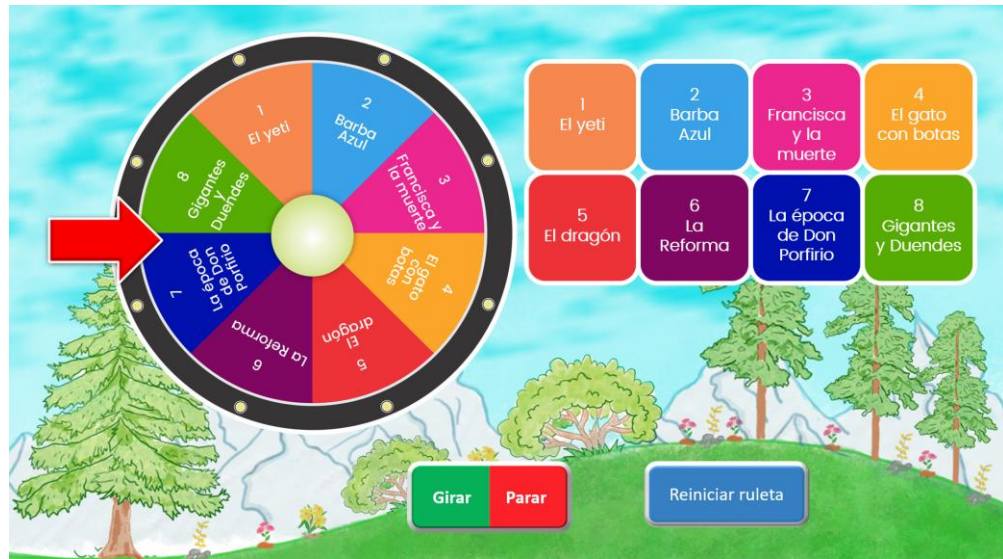 1
El yeti
2
Barba
Azul
3
Francisca y
la muerte
4
El gato
con
botas
5
El
dragón
6
La Reforma
7
La época
de Don
Porfirio
8
Gigantes
y
Duendes
1
El yeti
2
Barba
Azul
3
Francisca
y la
muerte
4
El gato
con botas
5
El dragón
6
La
Reforma
7
La época
de Don
Porfirio
8
Gigantes
y Duendes
Girar
Parar
Reiniciar ruleta